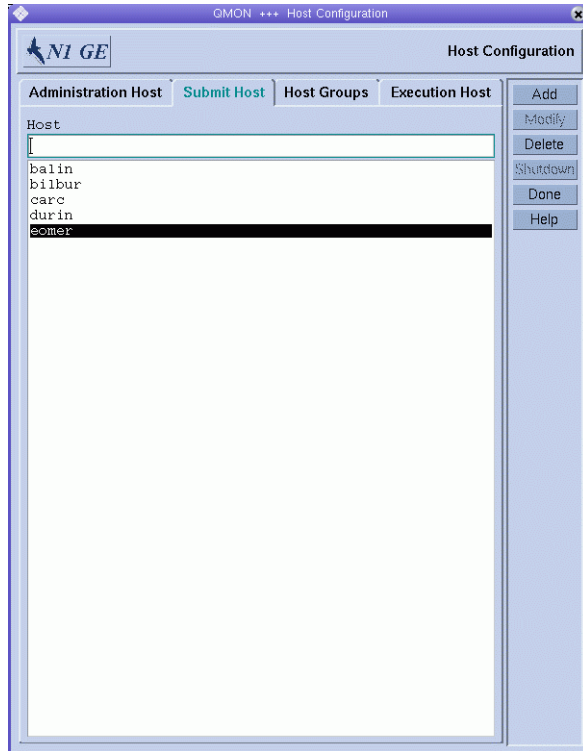 QMON +++ Host Configuration
N1 GE
Host Configuration
Administration Host
Submit Host
Host Groups
Execution Host
Host
balin
bilbur
carc
durin
eomer
Add
Modify
Delete
Shutdown
Done
Help